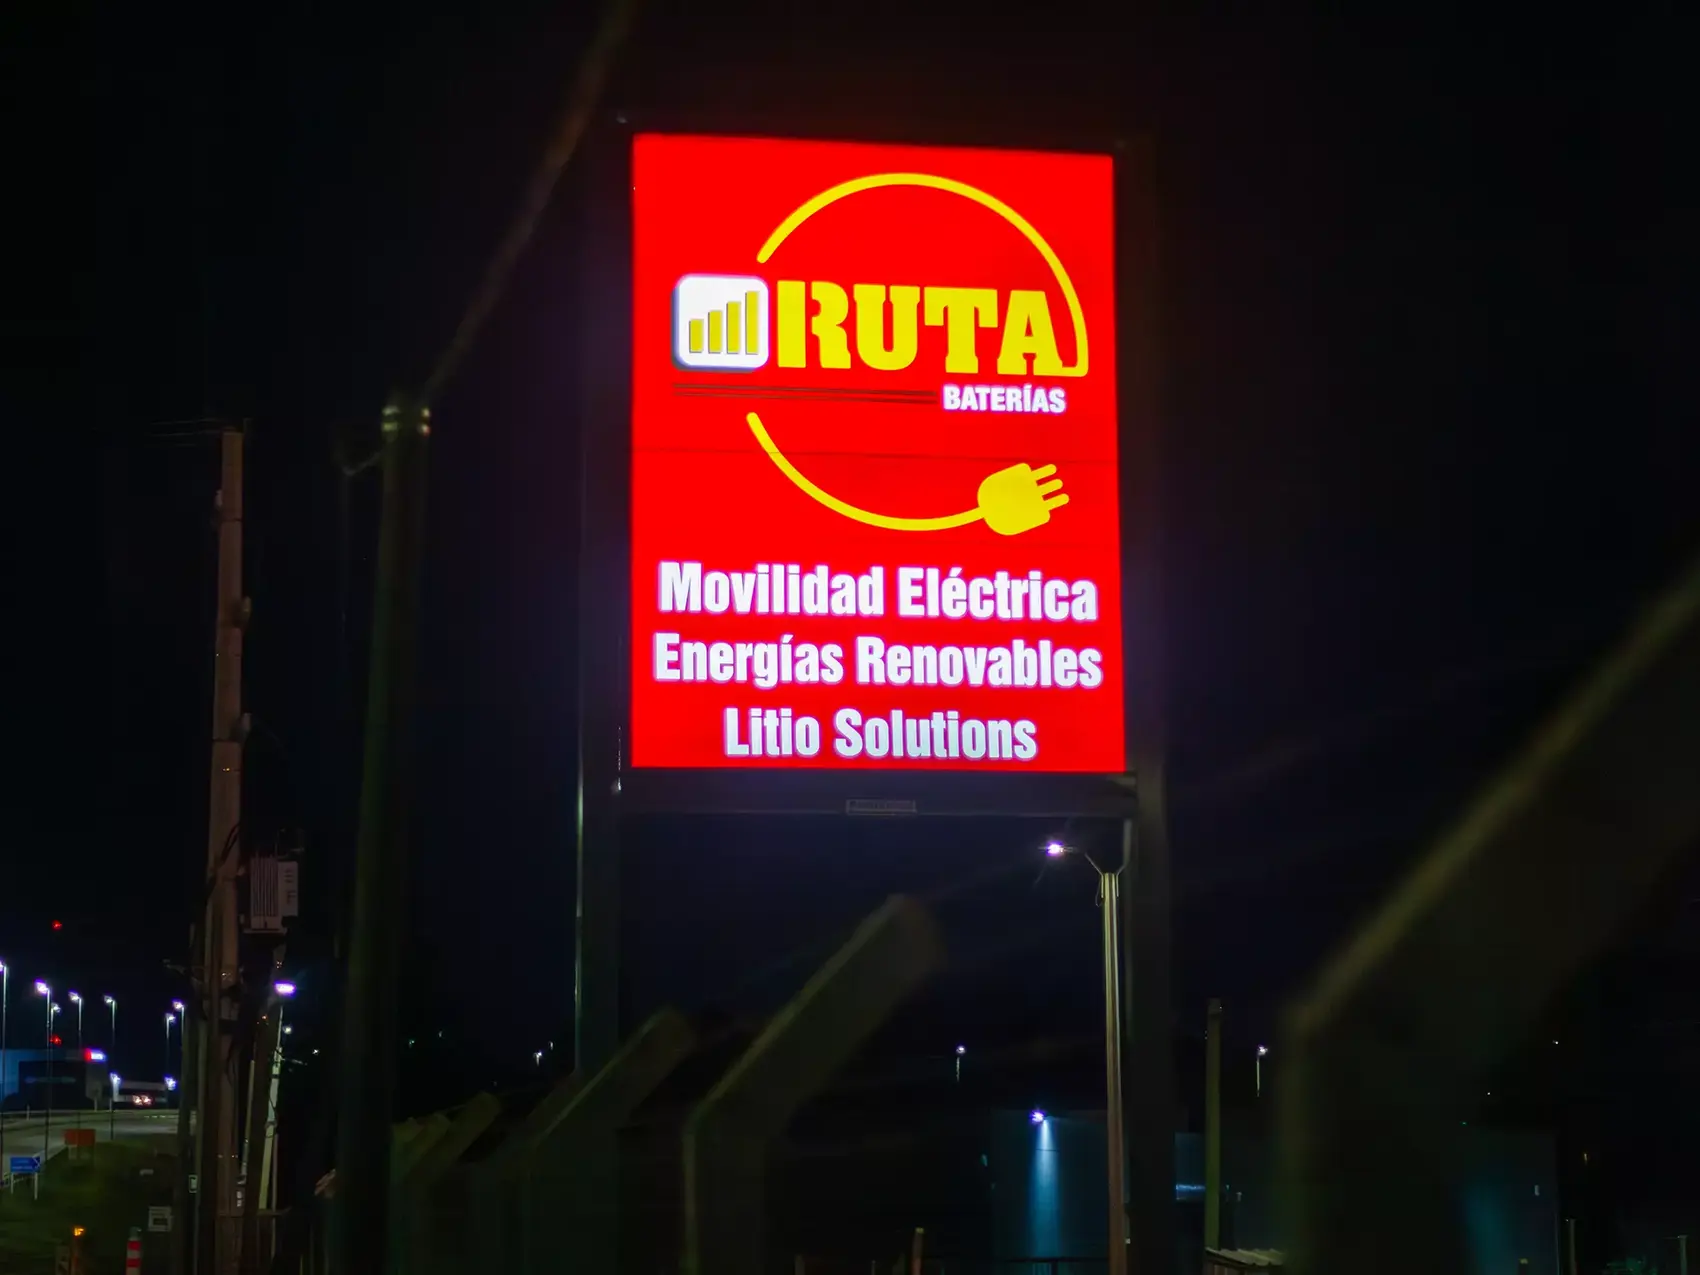 RUTA
BATERÍAS
Movilidad Eléctrica
Energías Renovables
Litio Solutions